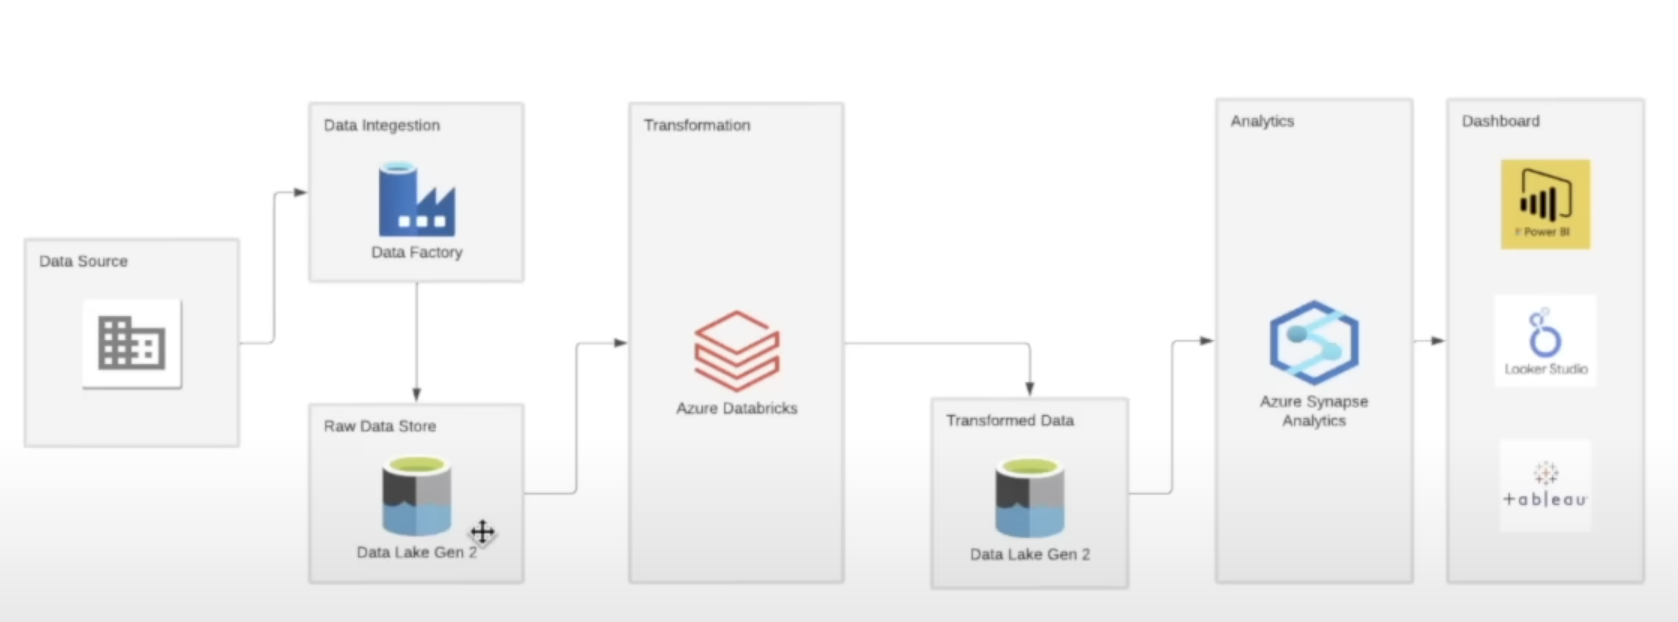 Data Source
Data Integestion
Data Factory
Raw Data Store
Data Lake Gen 2
Transformation
Azure Databricks
Transformed Data
Data Lake Gen 2
Analytics
Azure Synapse
Analytics
Dashboard
Power BI
Looker Studio
+ableau